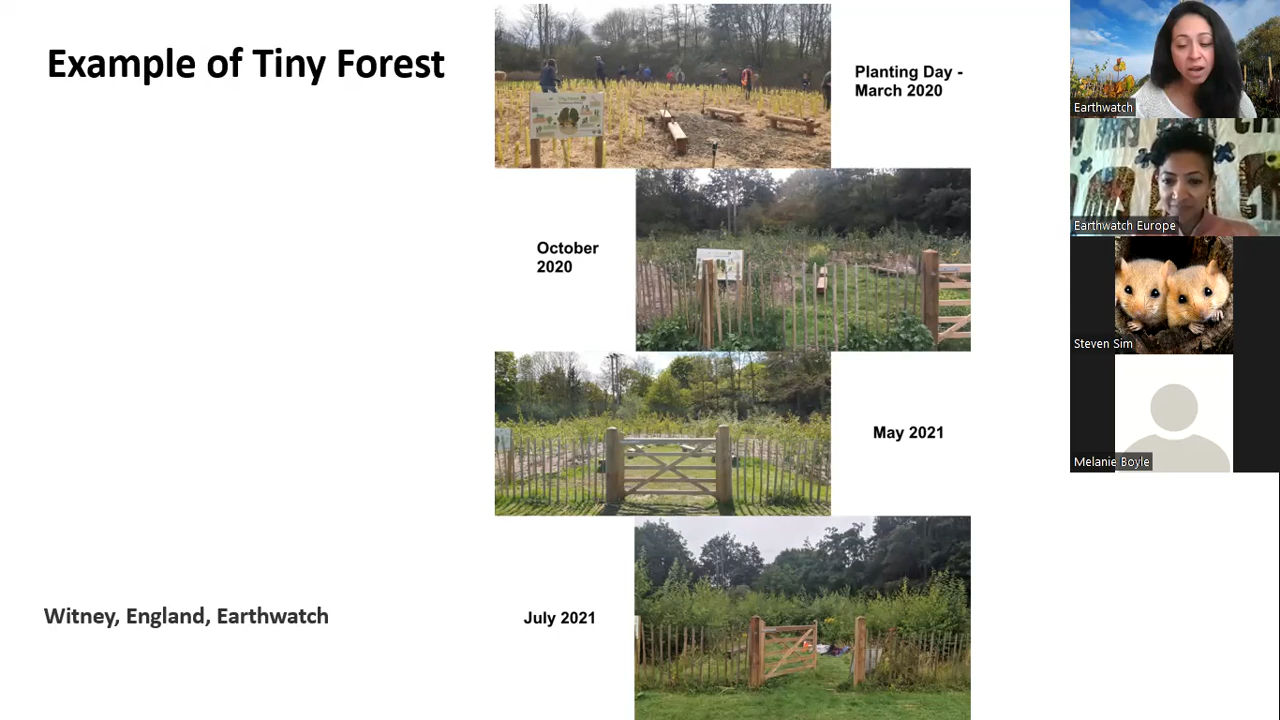 Example of Tiny Forest
Planting Day -
March 2020
October
2020
May 2021
July 2021
Witney, England, Earthwatch
Earthwatch
Earthwatch Europe
Steven Sim
Melanie Boyle